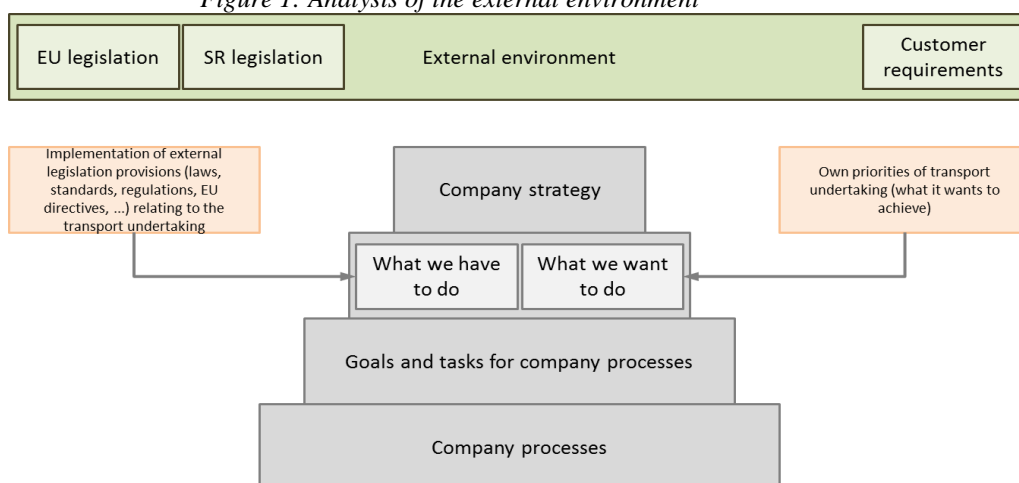 Figure 1: Analysis of the external environment
EU legislation
SR legislation
External environment
Customer
requirements
Implementation of external
legislation provisions (laws,
standards, regulations, EU
directives, ...) relating to the
transport undertaking
Company strategy
Own priorities of transport
undertaking (what it wants to
achieve)
What we have
to do
What we want
to do
Goals and tasks for company processes
Company processes